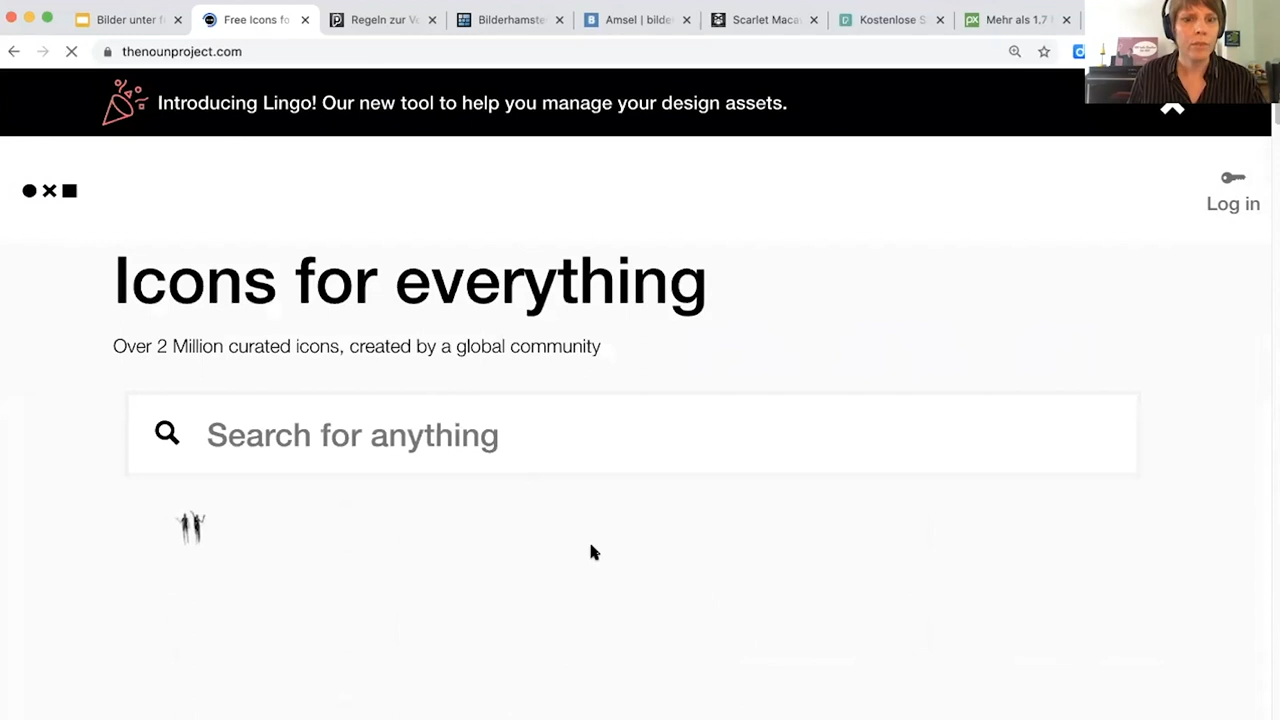 Bilder unter f
Free Icons fo
Regeln zur Ve
Bilderhamste
Amsel | bilde
Scarlet Maca
Kostenlose S
Mehr als 1,7
thenounproject.com
Introducing Lingo! Our new tool to help you manage your design assets.
Log in
Icons for everything
Over 2 Million curated icons, created by a global community
Search for anything